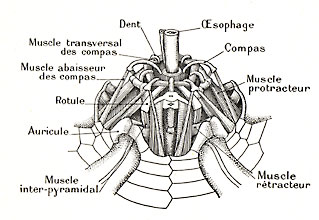 Dent
Œsophage
Muscle transversal
des compas
Compas
Muscle abaisseur
des compas
Muscle
protracteur
Rotule
Auricule
Muscle
inter-pyramidal
Muscle
rétracteur